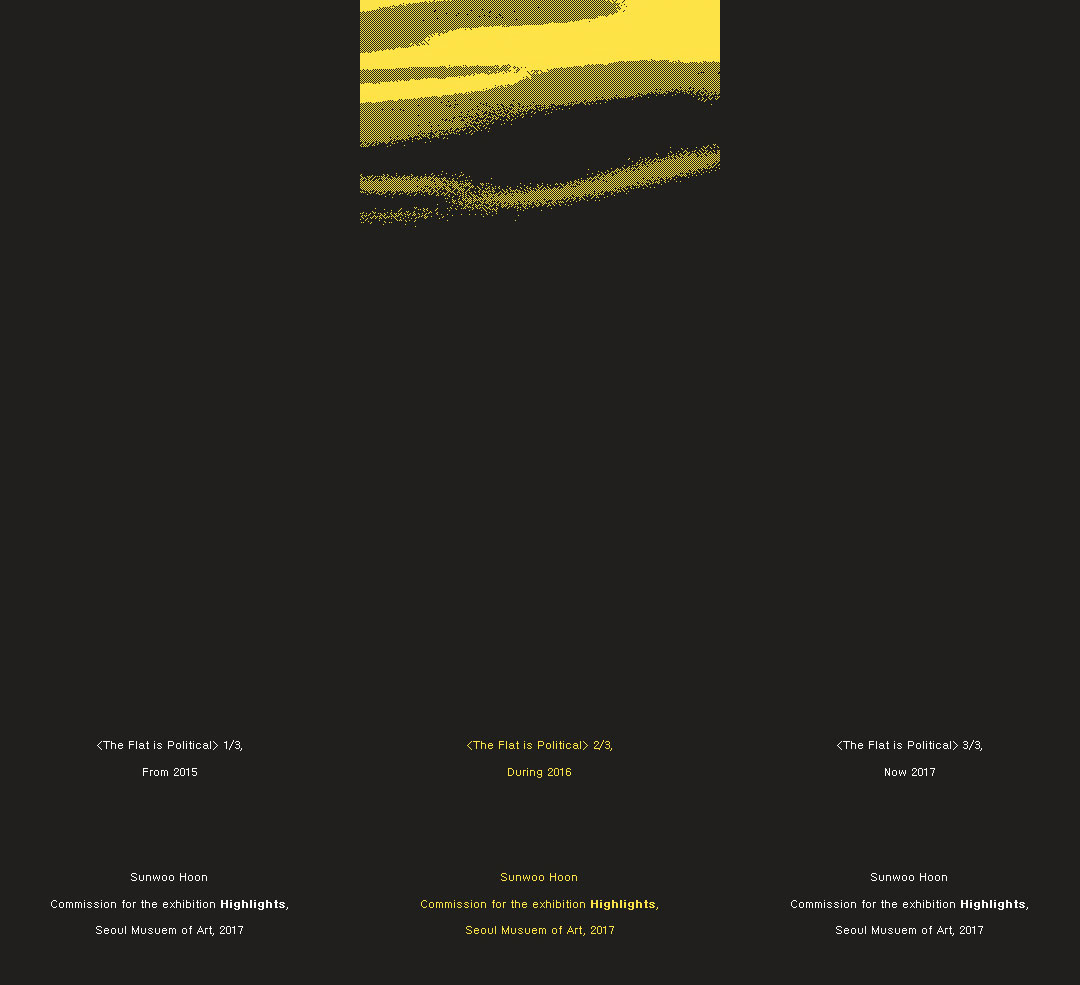 <The Flat is Political> 1/3,
From 2015
Sunwoo Hoon
Commission for the exhibition Highlights,
Seoul Musuem of Art, 2017
<The Flat is Political> 2/3,
During 2016
Sunwoo Hoon
Commission for the exhibition Highlights,
Seoul Musuem of Art, 2017
<The Flat is Political> 3/3,
Now 2017
Sunwoo Hoon
Commission for the exhibition Highlights,
Seoul Musuem of Art, 2017